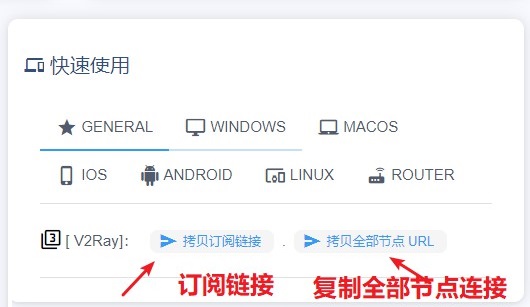 快速使用
GENERAL WINDOWS MACOS
IOS ANDROID LINUX ROUTER
3 [ V2Ray]： 拷贝订阅链接 . 拷贝全部节点 URL
订阅链接 复制全部节点连接